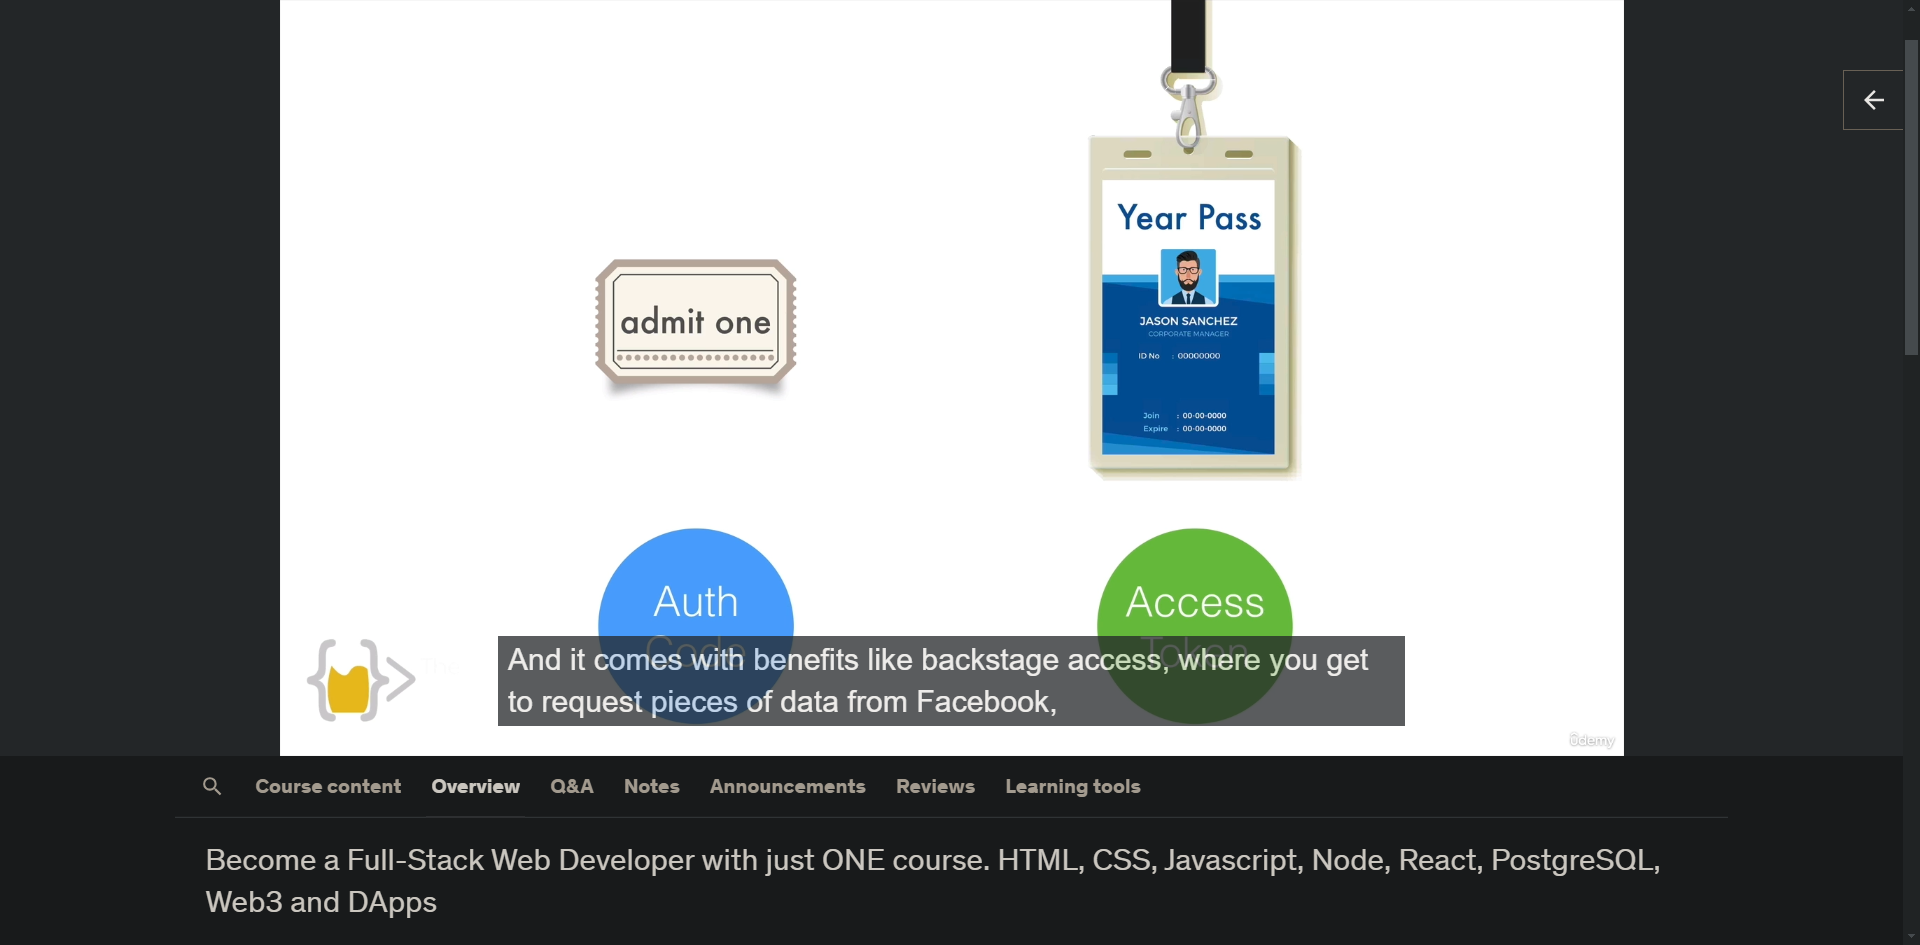 Year Pass
JASON SANCHEZ
CORPORATE MANAGER
ID No : 00000000
Join : 00-00-0000
Expire : 00-00-0000
admit one
Auth
Code
Access
Token
And it comes with benefits like backstage access, where you get
to request pieces of data from Facebook,
The
ûdemy
Course content Overview Q&A Notes Announcements Reviews Learning tools
Become a Full-Stack Web Developer with just ONE course. HTML, CSS, Javascript, Node, React, PostgreSQL,
Web3 and DApps